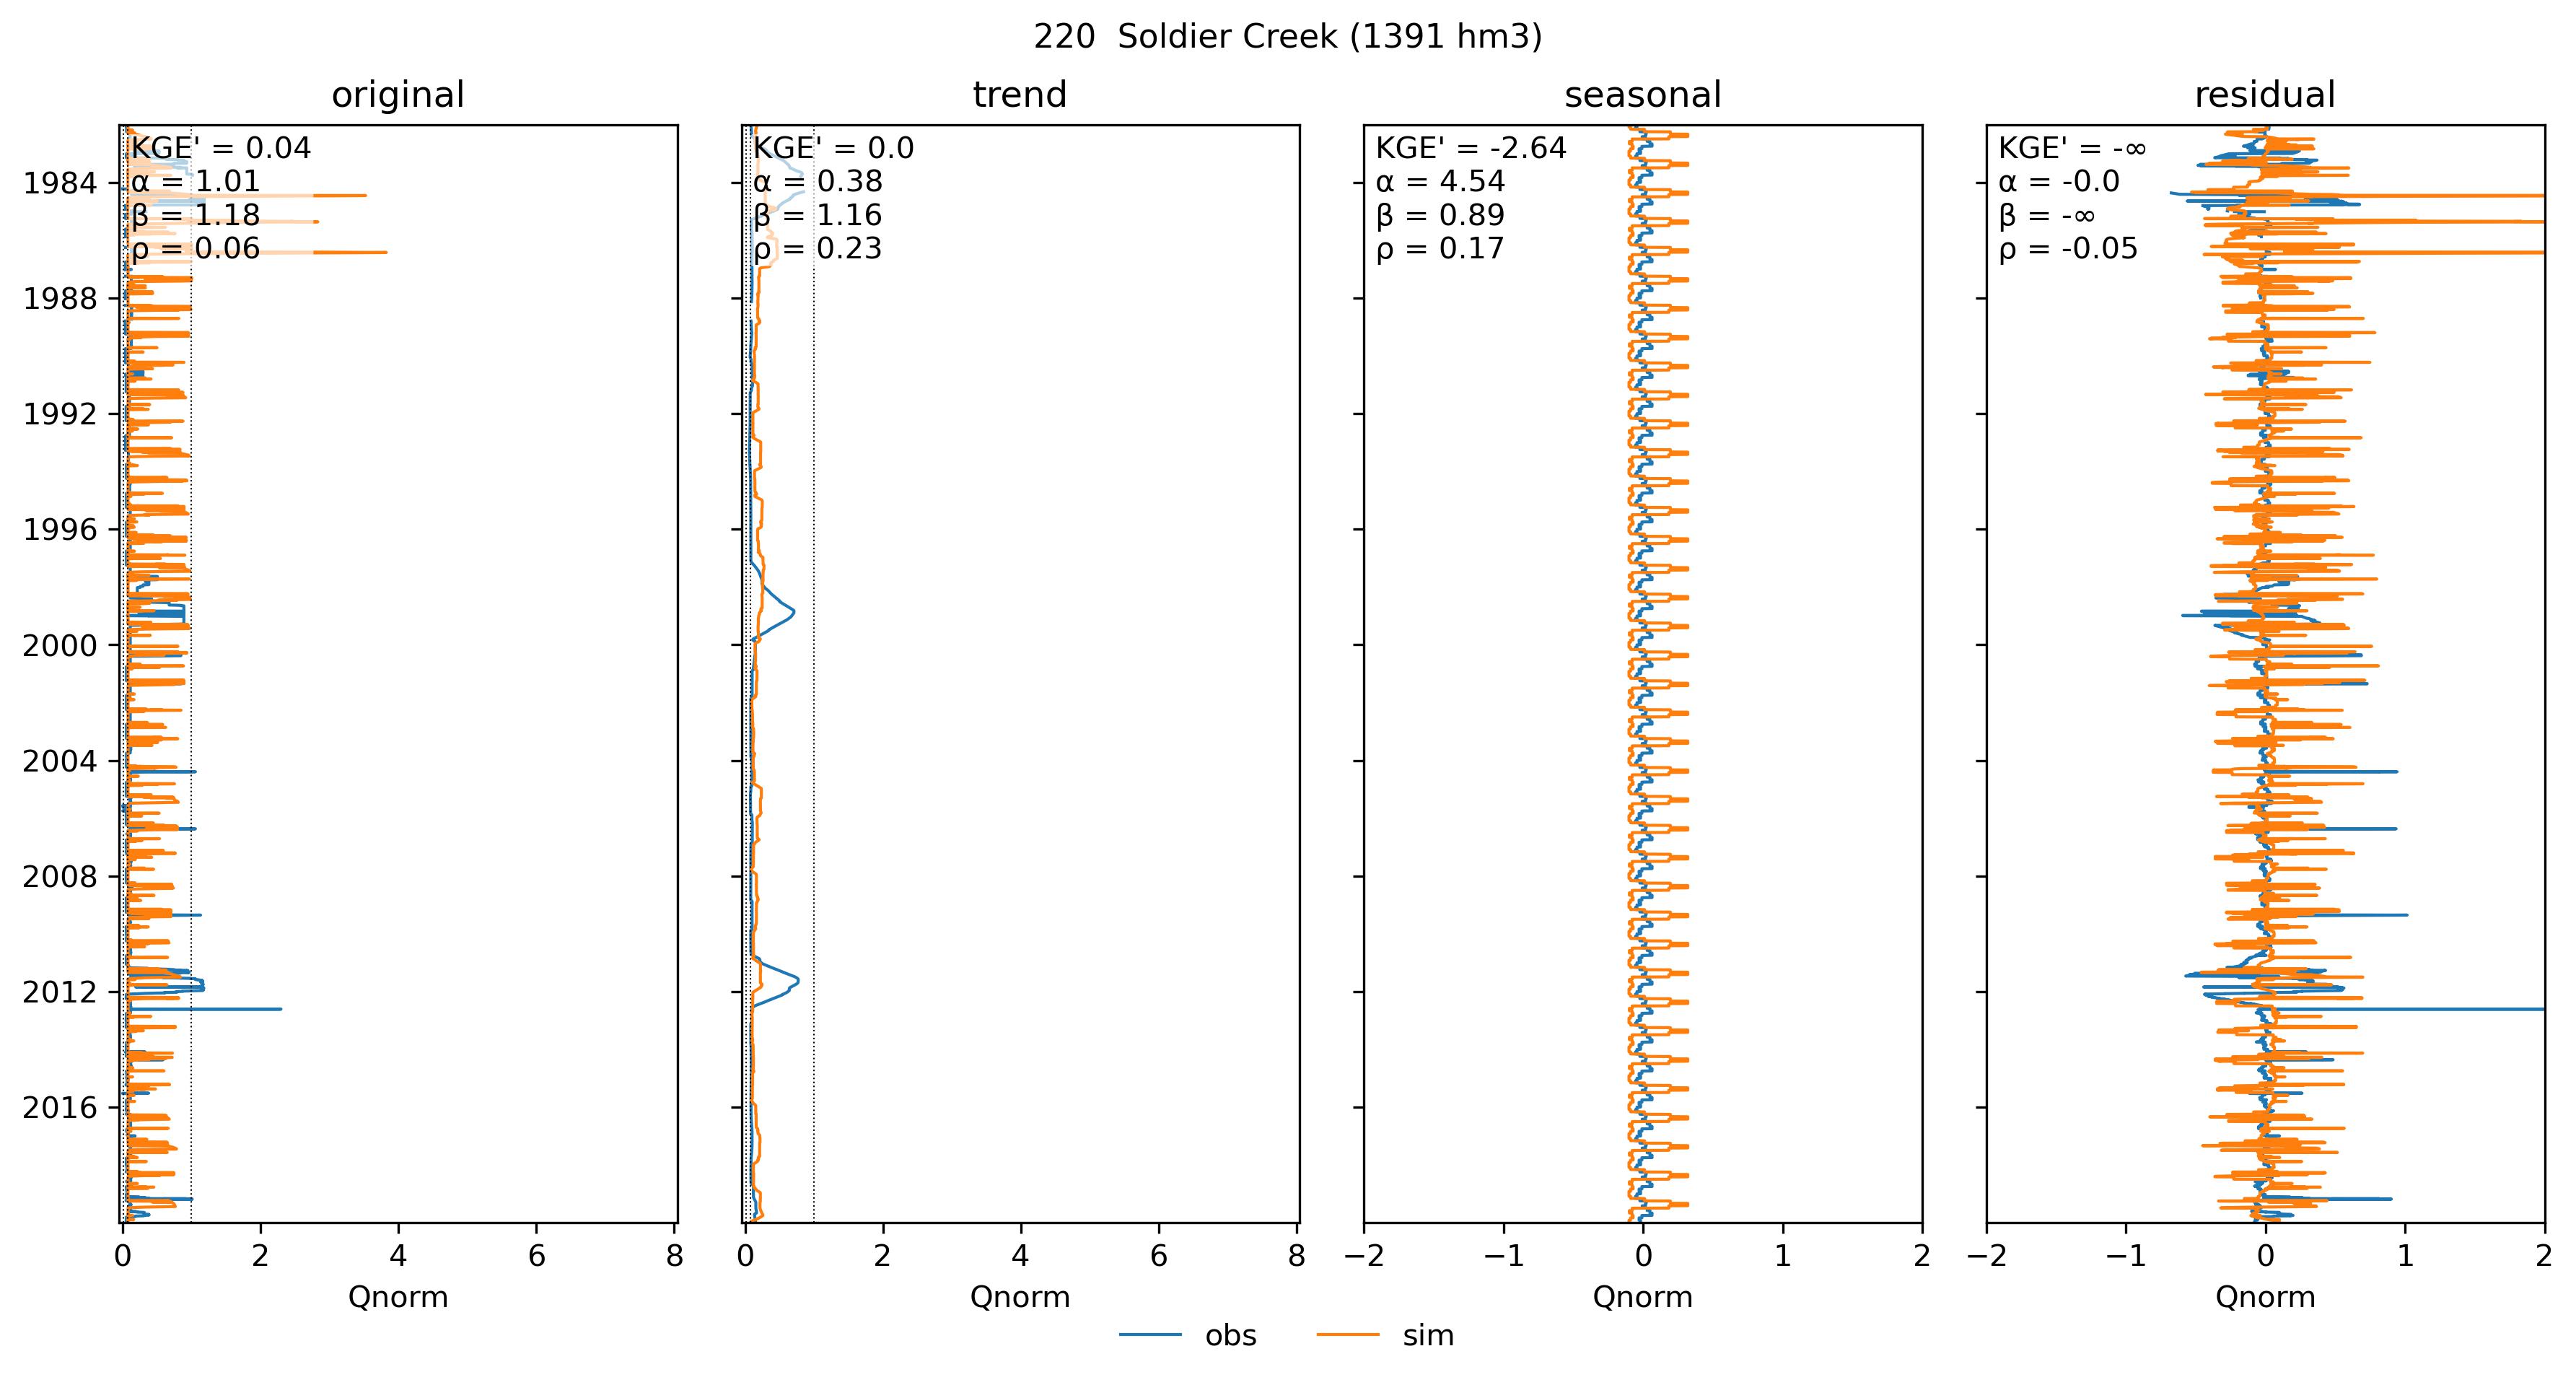 220  Soldier Creek (1391 hm3)
original
trend
seasonal
residual
KGE' = 0.04
α = 1.01
β = 1.18
ρ = 0.06
KGE' = 0.0
α = 0.38
β = 1.16
ρ = 0.23
KGE' = -2.64
α = 4.54
β = 0.89
ρ = 0.17
KGE' = -∞
α = -0.0
β = -∞
ρ = -0.05
1984
1988
1992
1996
2000
2004
2008
2012
2016
0 2 4 6 8
0 2 4 6 8
−2 −1 0 1 2
−2 −1 0 1 2
Qnorm
Qnorm
Qnorm
Qnorm
obs sim